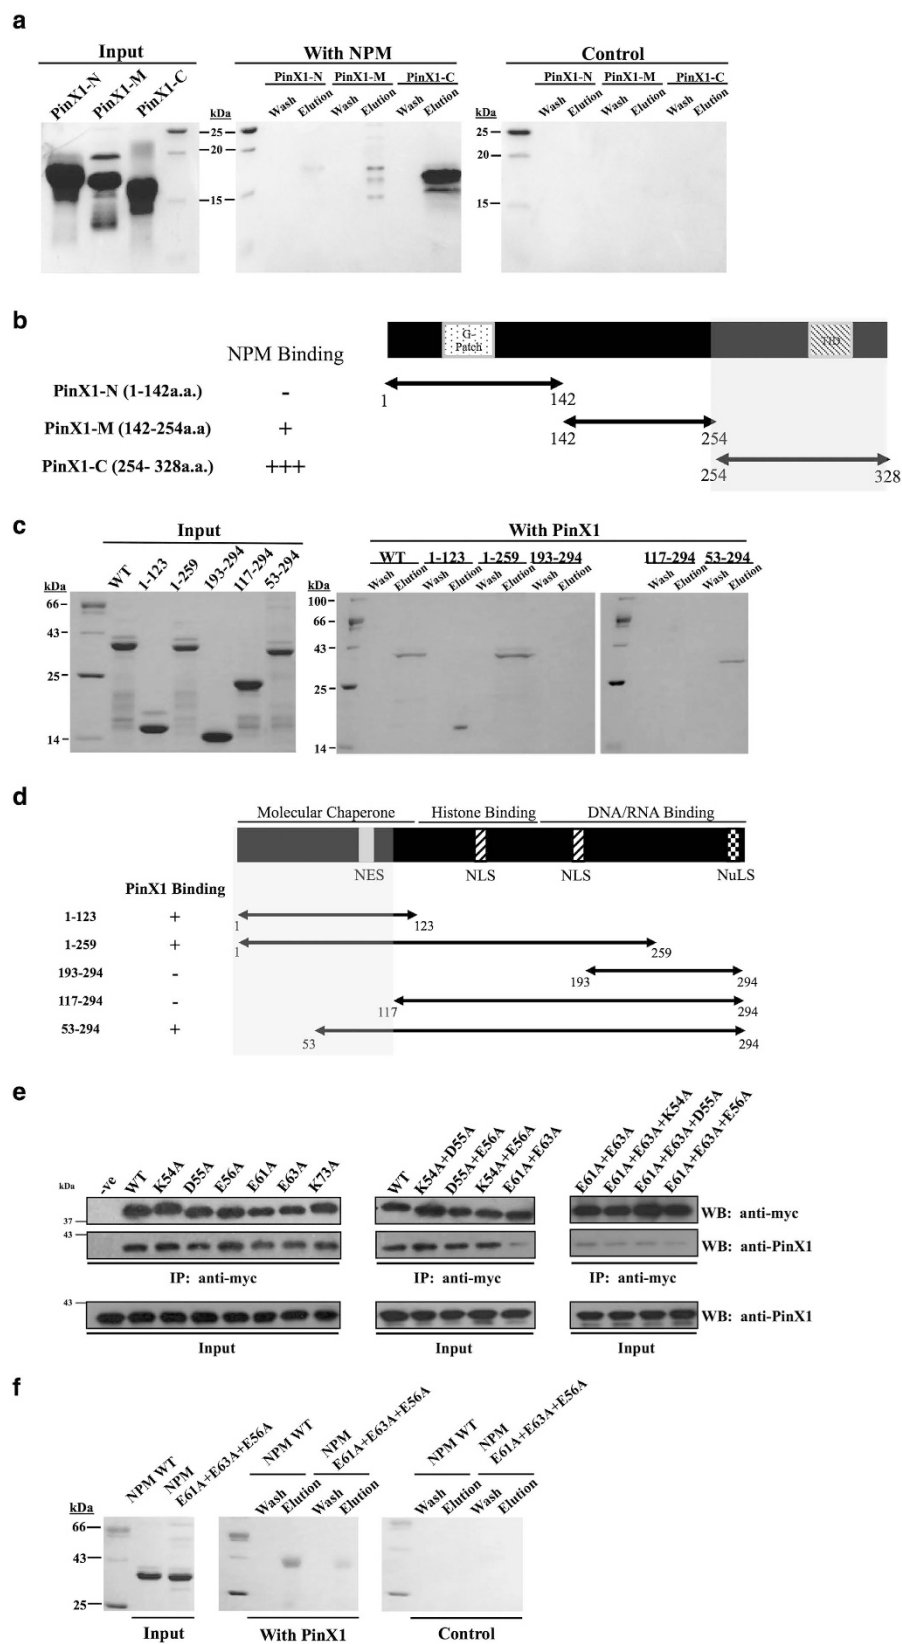 a
Input
With NPM
Control
PinX1-N
PinX1-M
PinX1-C
PinX1-N PinX1-M PinX1-C
PinX1-N PinX1-M PinX1-C
Wash Elution Wash Elution Wash Elution
Wash Elution Wash Elution Wash Elution
kDa
25
20
15
kDa
25
20
15
b
NPM Binding
G-Patch
TID
PinX1-N (1-142a.a.) -
1 142
PinX1-M (142-254a.a) +
142 254
PinX1-C (254- 328a.a.) +++
254 328
c
Input
With PinX1
WT 1-123 1-259 193-294 117-294 53-294
WT 1-123 1-259 193-294 117-294 53-294
Wash Elution Wash Elution Wash Elution Wash Elution Wash Elution Wash Elution
kDa
66
43
25
14
kDa
100
66
43
25
14
d
Molecular Chaperone Histone Binding DNA/RNA Binding
NES NLS NLS NuLS
PinX1 Binding
1-123 +
1 123
1-259 +
1 259
193-294 -
193 294
117-294 -
117 294
53-294 +
53 294
e
-ve WT K54A D55A E56A E61A E63A K73A
WT K54A+D55A D55A+E56A K54A+E56A E61A+E63A
E61A+E63A E61A+E63A+K54A E61A+E63A+D55A E61A+E63A+E56A
kDa
37
WB: anti-myc
43
WB: anti-PinX1
IP: anti-myc IP: anti-myc IP: anti-myc
43
WB: anti-PinX1
Input Input Input
f
NPM WT
NPM E61A+E63A+E56A
NPM WT
NPM E61A+E63A+E56A
NPM WT
NPM E61A+E63A+E56A
Wash Elution Wash Elution
Wash Elution Wash Elution
kDa
66
43
25
Input With PinX1 Control